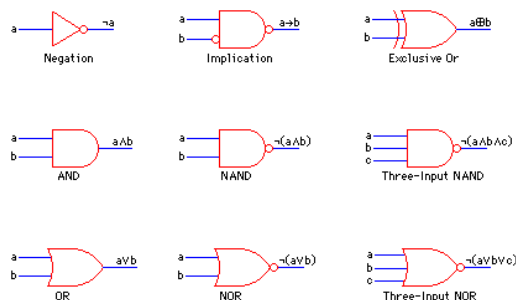 a ¬a
Negation
a b a→b
Implication
a b a⊕b
Exclusive Or
a b a∧b
AND
a b ¬(a∧b)
NAND
a b c ¬(a∧b∧c)
Three-Input NAND
a b a∨b
OR
a b ¬(a∨b)
NOR
a b c ¬(a∨b∨c)
Three-Input NOR